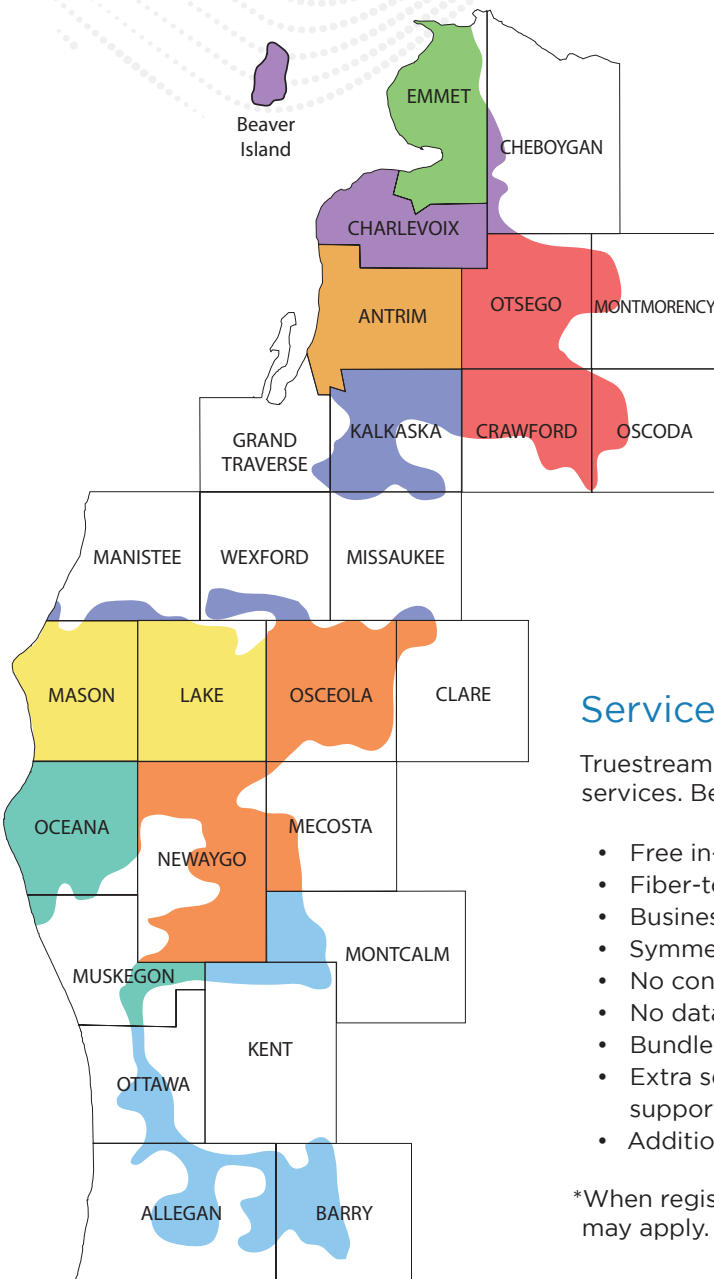 EMMET
Beaver
Island
CHEBOYGAN
CHARLEVOIX
ANTRIM
OTSEGO
MONTMORENCY
GRAND
TRAVERSE
KALKASKA
CRAWFORD
OSCODA
MANISTEE
WEXFORD
MISSAUKEE
MASON
LAKE
OSCEOLA
CLARE
OCEANA
NEWAYGO
MECOSTA
MUSKEGON
MONTCALM
KENT
OTTAWA
ALLEGAN
BARRY
Service
Truestream
services. Be
• Free in-
• Fiber-to
• Busines
• Symme
• No con
• No data
• Bundle
• Extra se
suppor
• Additio
*When regis
may apply.